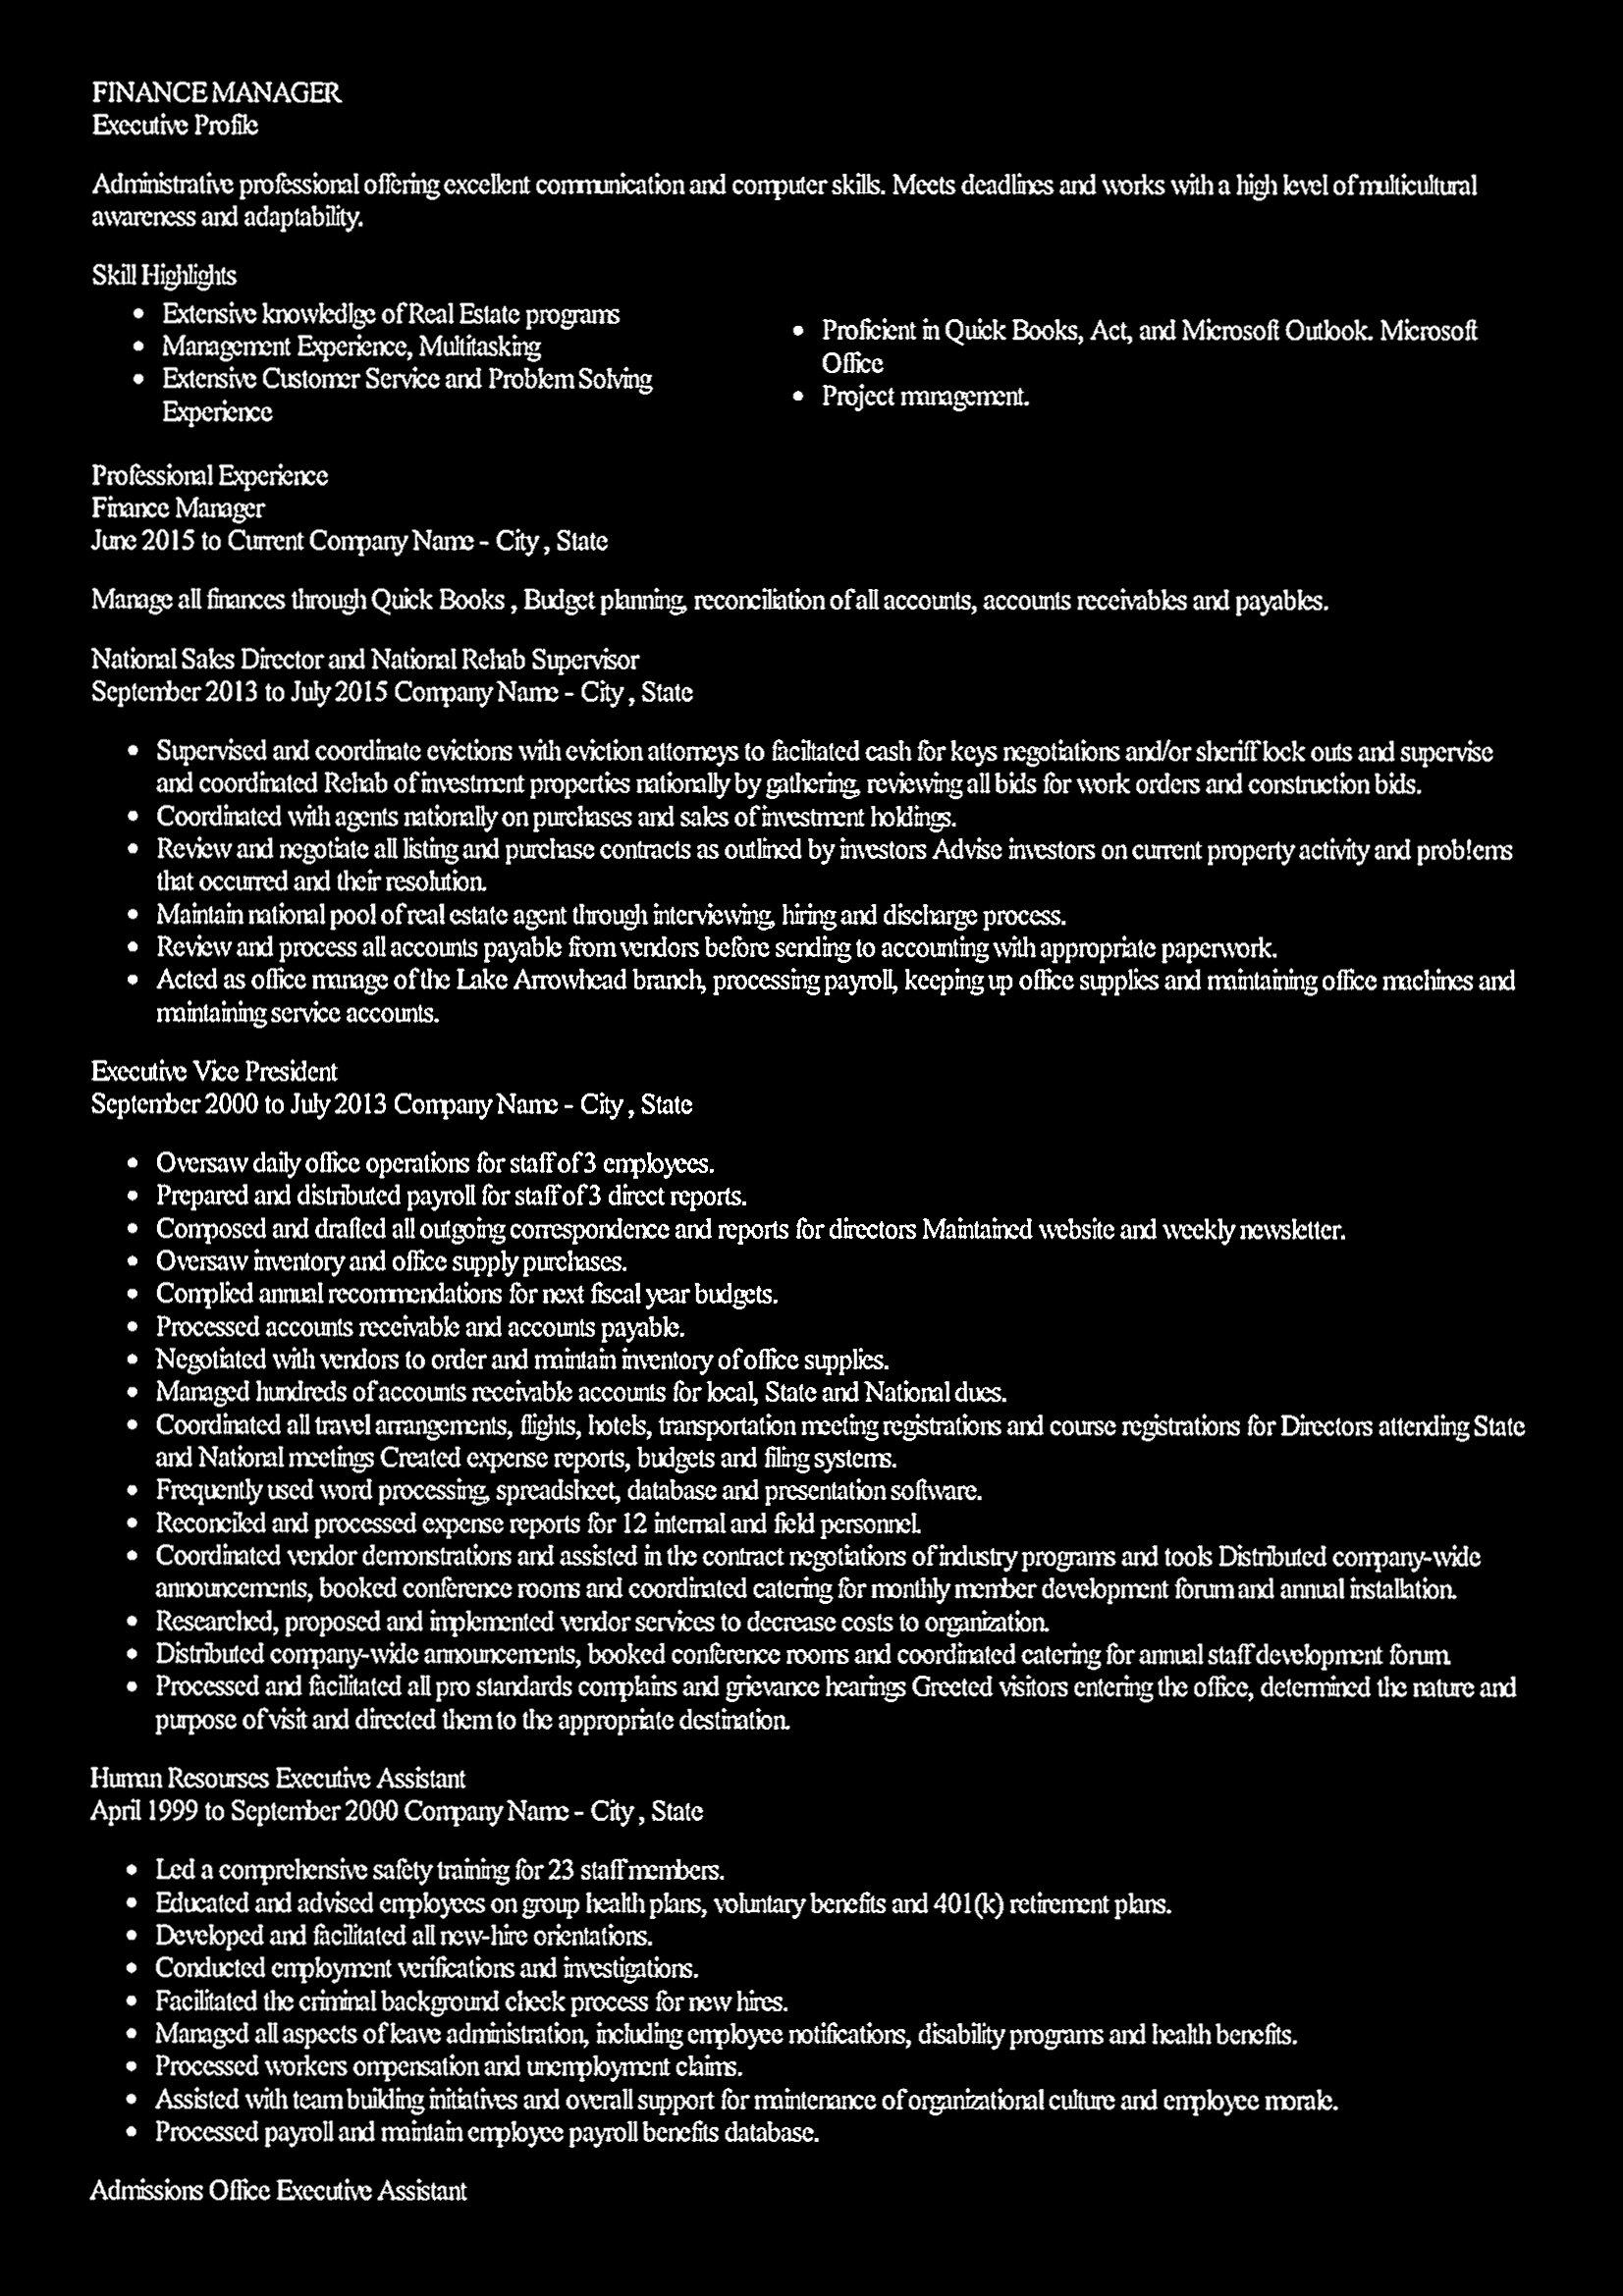 FINANCE MANAGER
Executive Profile
Administrative professional offering excellent communication and computer skills. Meets deadlines and works with a high level of multicultural
awareness and adaptability.
Skill Highlights
• Extensive knowledlge of Real Estate programs
• Management Experience, Multitasking
• Extensive Customer Service and Problem Solving
Experience
• Proficient in Quick Books, Act, and Microsoft Outlook. Microsoft
Office
• Project management.
Professional Experience
Finance Manager
June 2015 to Current Company Name - City , State
Manage all finances through Quick Books , Budget planning, reconciliation of all accounts, accounts receivables and payables.
National Sales Director and National Rehab Supervisor
September 2013 to July 2015 Company Name - City , State
• Supervised and coordinate evictions with eviction attorneys to faciltated cash for keys negotiations and/or sheriff lock outs and supervise
and coordinated Rehab of investment properties nationally by gathering, reviewing all bids for work orders and construction bids.
• Coordinated with agents nationally on purchases and sales of investment holdings.
• Review and negotiate all listing and purchase contracts as outlined by investors Advise investors on current property activity and prob!ems
that occurred and their resolution.
• Maintain national pool of real estate agent through interviewing, hiring and discharge process.
• Review and process all accounts payable from vendors before sending to accounting with appropriate paperwork.
• Acted as office manage of the Lake Arrowhead branch, processing payroll, keeping up office supplies and maintaining office machines and
maintaining service accounts.
Executive Vice President
September 2000 to July 2013 Company Name - City , State
• Oversaw daily office operations for staff of 3 employees.
• Prepared and distributed payroll for staff of 3 direct reports.
• Composed and drafted all outgoing correspondence and reports for directors Maintained website and weekly newsletter.
• Oversaw inventory and office supply purchases.
• Complied annual recommendations for next fiscal year budgets.
• Processed accounts receivable and accounts payable.
• Negotiated with vendors to order and maintain inventory of office supplies.
• Managed hundreds of accounts receivable accounts for local, State and National dues.
• Coordinated all travel arrangements, flights, hotels, transportation meeting registrations and course registrations for Directors attending State
and National meetings Created expense reports, budgets and filing systems.
• Frequently used word processing, spreadsheet, database and presentation software.
• Reconciled and processed expense reports for 12 internal and field personnel.
• Coordinated vendor demonstrations and assisted in the contract negotiations of industry programs and tools Distributed company-wide
announcements, booked conference rooms and coordinated catering for monthly member development forum and annual installation.
• Researched, proposed and implemented vendor services to decrease costs to organization.
• Distributed company-wide announcements, booked conference rooms and coordinated catering for annual staff development forum.
• Processed and facilitated all pro standards complains and grievance hearings Greeted visitors entering the office, determined the nature and
purpose of visit and directed them to the appropriate destination.
Human Resourses Executive Assistant
April 1999 to September 2000 Company Name - City , State
• Led a comprehensive safety training for 23 staff members.
• Educated and advised employees on group health plans, voluntary benefits and 401(k) retirement plans.
• Developed and facilitated all new-hire orientations.
• Conducted employment verifications and investigations.
• Facilitated the criminal background check process for new hires.
• Managed all aspects of leave administration, including employee notifications, disability programs and health benefits.
• Processed workers ompensation and unemployment claims.
• Assisted with team building initiatives and overall support for maintenance of organizational culture and employee morale.
• Processed payroll and maintain employee payroll benefits database.
Admissions Office Executive Assistant